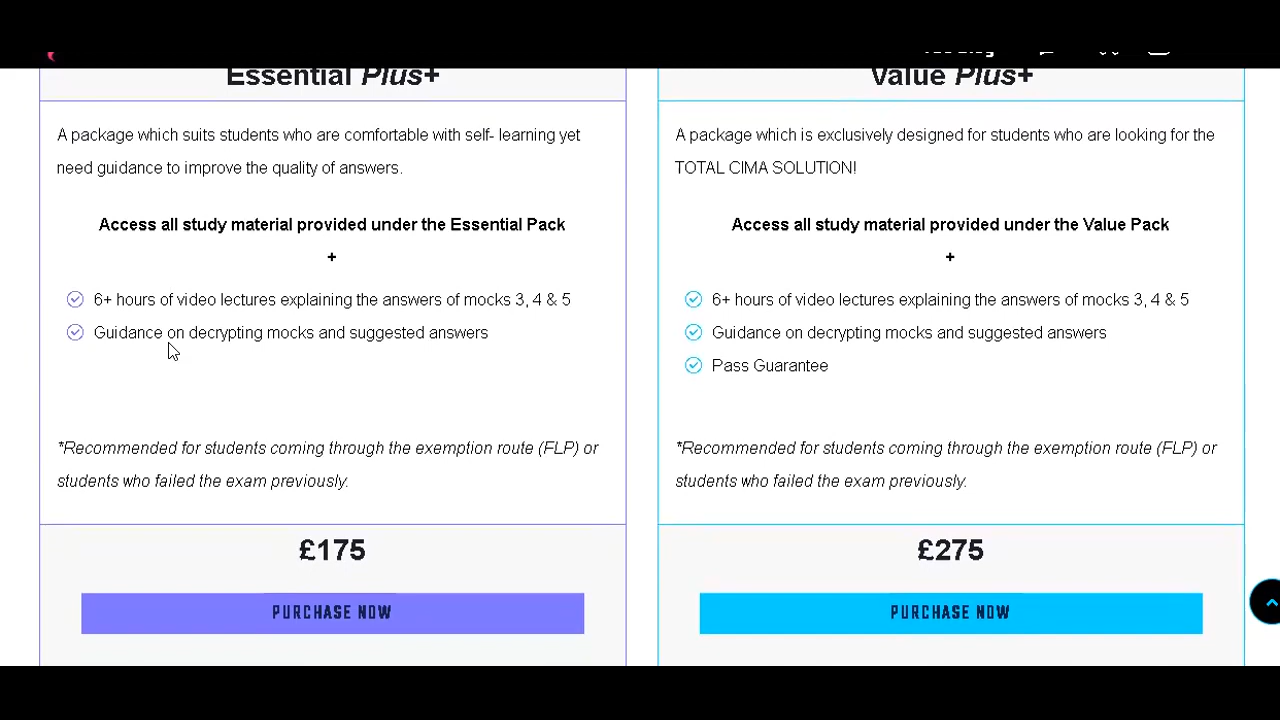 Essential Plus+
A package which suits students who are comfortable with self- learning yet
need guidance to improve the quality of answers.
Access all study material provided under the Essential Pack
+
6+ hours of video lectures explaining the answers of mocks 3, 4 & 5
Guidance on decrypting mocks and suggested answers
*Recommended for students coming through the exemption route (FLP) or
students who failed the exam previously.
£175
PURCHASE NOW
Value Plus+
A package which is exclusively designed for students who are looking for the
TOTAL CIMA SOLUTION!
Access all study material provided under the Value Pack
+
6+ hours of video lectures explaining the answers of mocks 3, 4 & 5
Guidance on decrypting mocks and suggested answers
Pass Guarantee
*Recommended for students coming through the exemption route (FLP) or
students who failed the exam previously.
£275
PURCHASE NOW